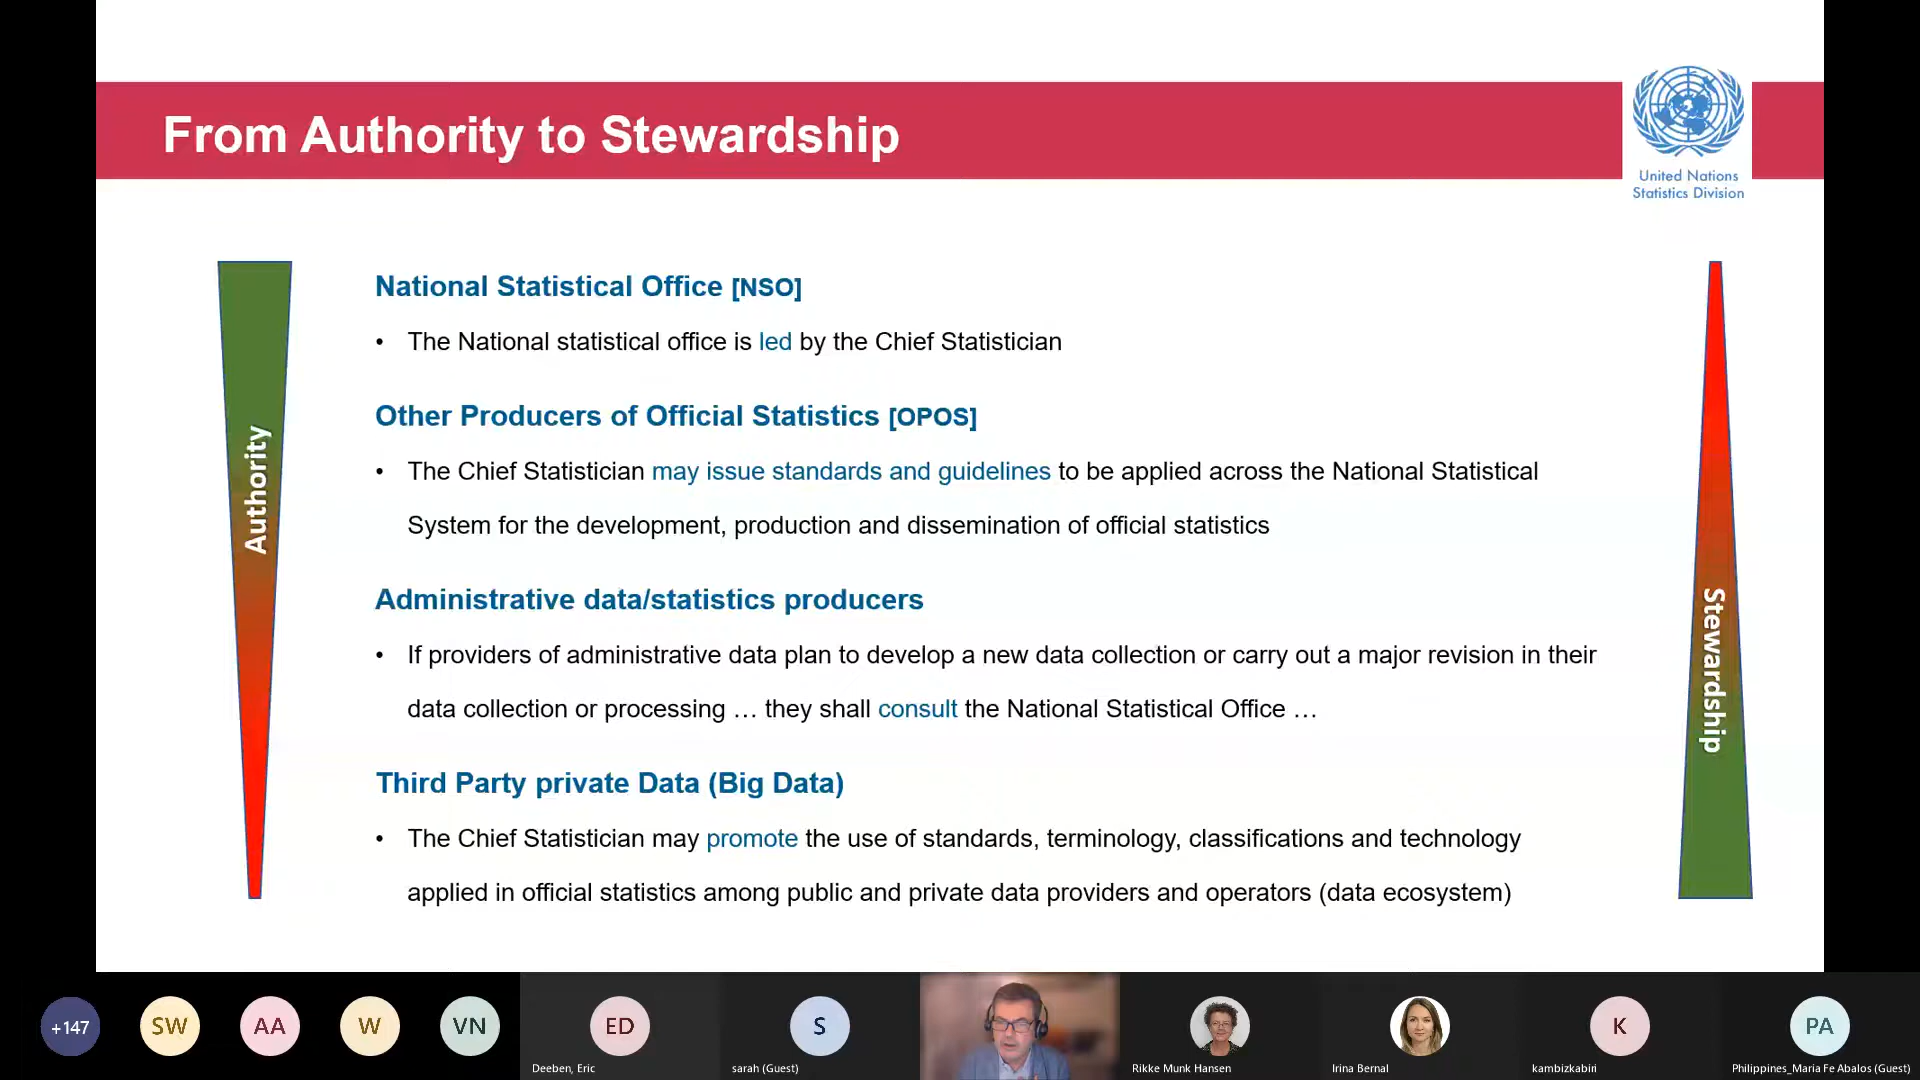 From Authority to Stewardship
United Nations
Statistics Division
Authority
National Statistical Office [NSO]
• The National statistical office is led by the Chief Statistician
Other Producers of Official Statistics [OPOS]
• The Chief Statistician may issue standards and guidelines to be applied across the National Statistical
System for the development, production and dissemination of official statistics
Administrative data/statistics producers
• If providers of administrative data plan to develop a new data collection or carry out a major revision in their
data collection or processing … they shall consult the National Statistical Office …
Third Party private Data (Big Data)
• The Chief Statistician may promote the use of standards, terminology, classifications and technology
applied in official statistics among public and private data providers and operators (data ecosystem)
Stewardship
+147
SW
AA
W
VN
ED
Deeben, Eric
S
sarah (Guest)
Rikke Munk Hansen
Irina Bernal
K
kambizkabiri
PA
Philippines_Maria Fe Abalos (Guest)